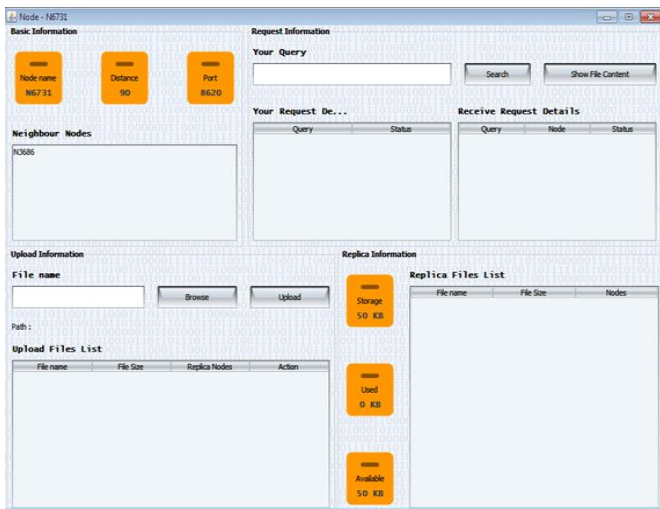 Node - N6731
Basic Information
Node name
N6731
Distance
90
Port
8620
Neighbour Nodes
N3686
Request Information
Your Query
Search
Show File Content
Your Request De...
Query Status
Receive Request Details
Query Node Status
Upload Information
File name
Browse
Upload
Path :
Upload Files List
File name File Size Replica Nodes Action
Replica Information
Storage
50 KB
Used
0 KB
Available
50 KB
Replica Files List
File name File Size Nodes